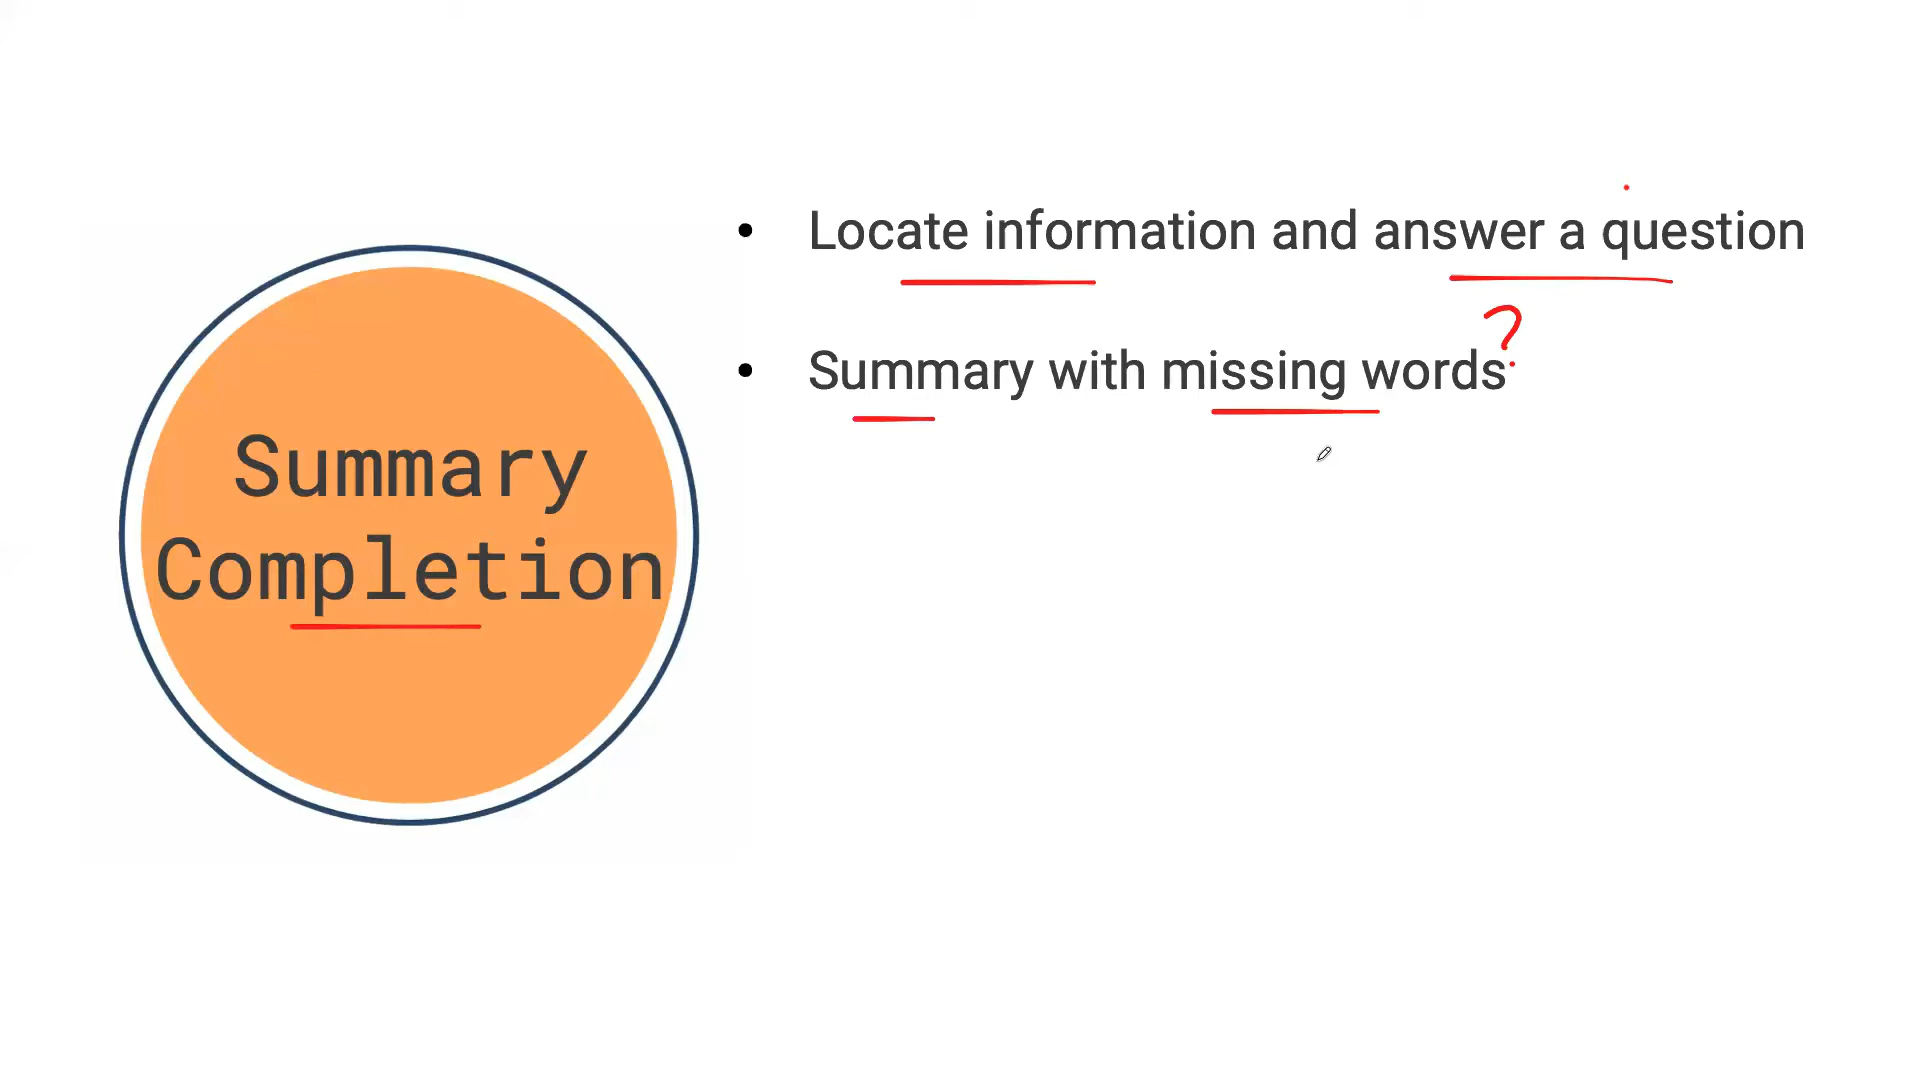 Summary
Completion
• Locate information and answer a question
?
• Summary with missing words